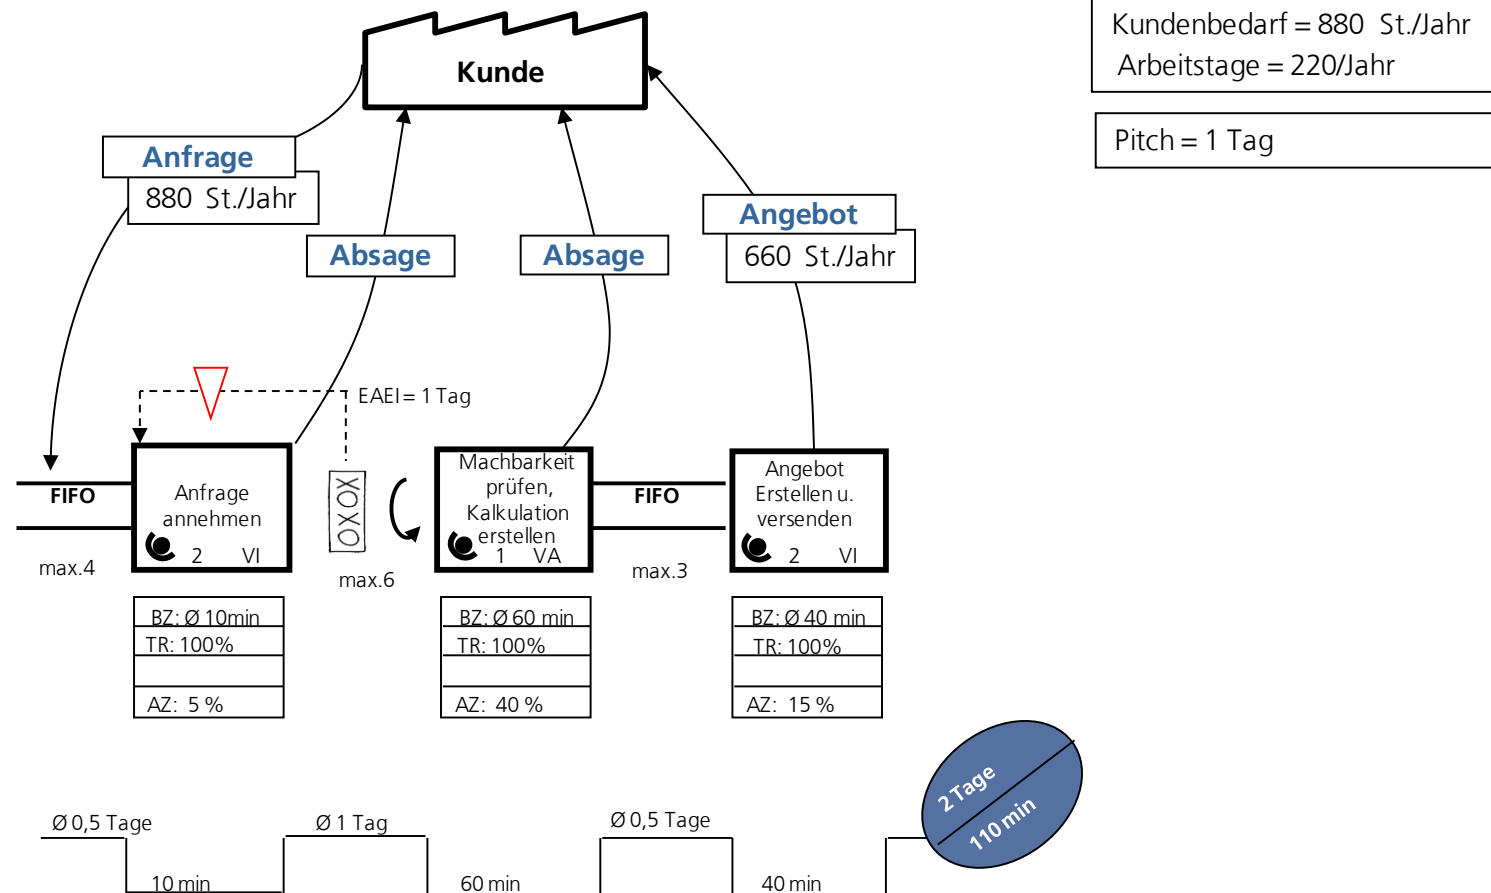 Kundenbedarf = 880 St./Jahr
Arbeitstage = 220/Jahr
Pitch = 1 Tag
Kunde
Anfrage
880 St./Jahr
Absage
Absage
Angebot
660 St./Jahr
EAEI = 1 Tag
FIFO
max.4
Anfrage
annehmen
2 VI
XOXO
max.6
Machbarkeit
prüfen,
Kalkulation
erstellen
1 VA
FIFO
max.3
Angebot
Erstellen u.
versenden
2 VI
BZ: Ø 10min
TR: 100%
AZ: 5 %
BZ: Ø 60 min
TR: 100%
AZ: 40 %
BZ: Ø 40 min
TR: 100%
AZ: 15 %
2 Tage
110 min
Ø 0,5 Tage
Ø 1 Tag
Ø 0,5 Tage
10 min
60 min
40 min